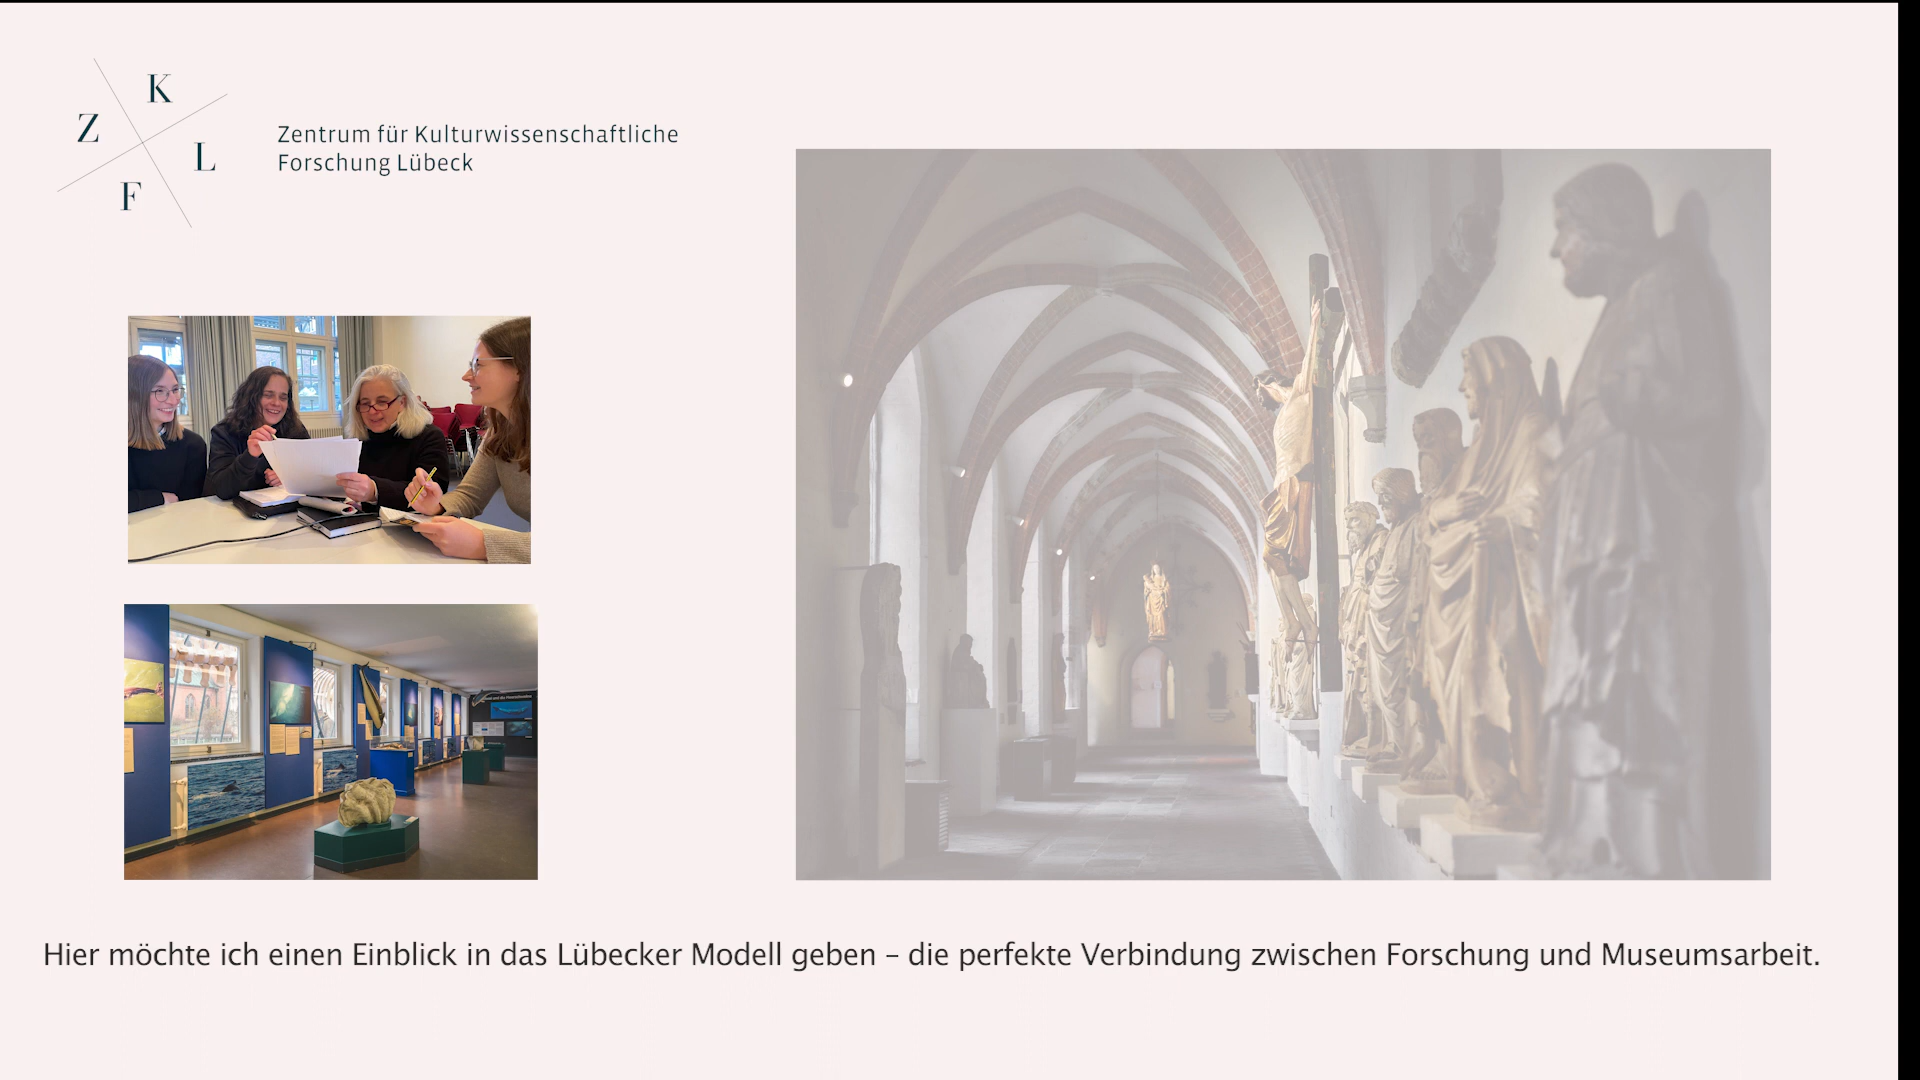 K
Z
L
F
Zentrum für Kulturwissenschaftliche
Forschung Lübeck
Hier möchte ich einen Einblick in das Lübecker Modell geben – die perfekte Verbindung zwischen Forschung und Museumsarbeit.